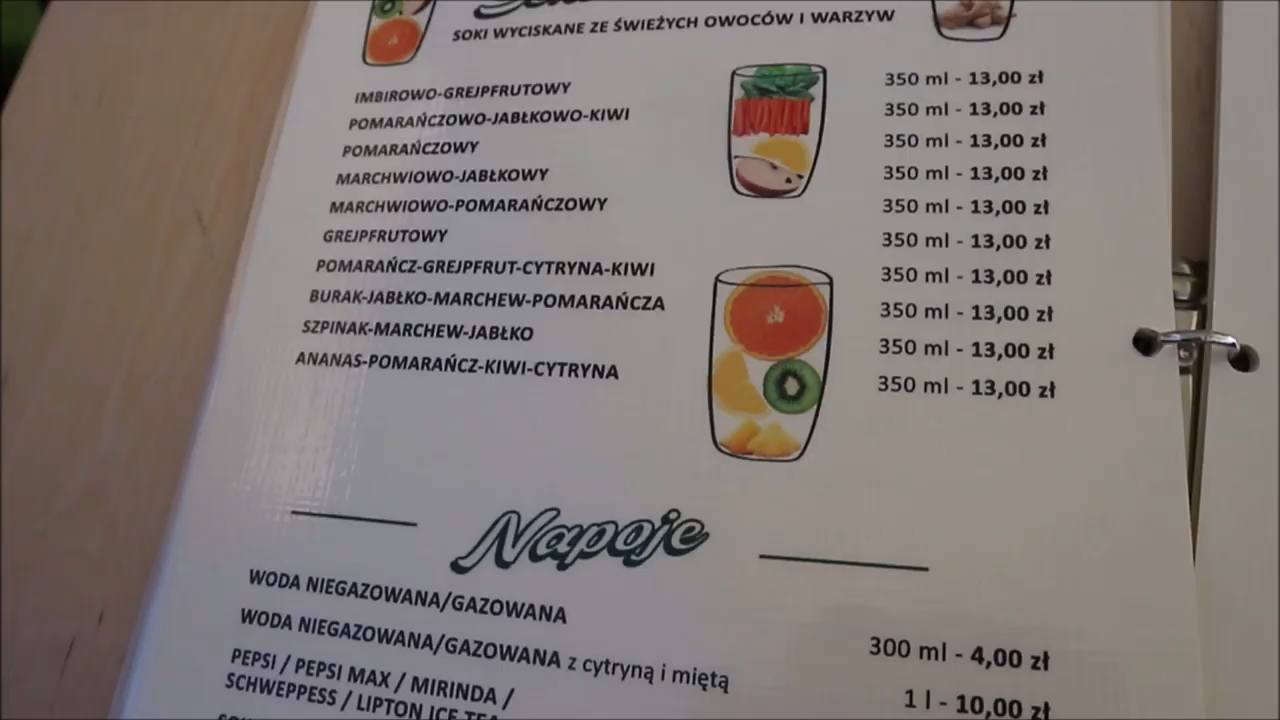 SOKI WYCISKANE ZE ŚWIEŻYCH OWOCÓW I WARZYW
IMBIROWO-GREJPFRUTOWY 350 ml - 13,00 zł
POMARAŃCZOWO-JABŁKOWO-KIWI 350 ml - 13,00 zł
POMARAŃCZOWY 350 ml - 13,00 zł
MARCHWIOWO-JABŁKOWY 350 ml - 13,00 zł
MARCHWIOWO-POMARAŃCZOWY 350 ml - 13,00 zł
GREJPFRUTOWY 350 ml - 13,00 zł
POMARAŃCZ-GREJPFRUT-CYTRYNA-KIWI 350 ml - 13,00 zł
BURAK-JABŁKO-MARCHEW-POMARAŃCZA 350 ml - 13,00 zł
SZPINAK-MARCHEW-JABŁKO 350 ml - 13,00 zł
ANANAS-POMARAŃCZ-KIWI-CYTRYNA 350 ml - 13,00 zł
Napoje
WODA NIEGAZOWANA/GAZOWANA 300 ml - 4,00 zł
WODA NIEGAZOWANA/GAZOWANA z cytryną i miętą 1 l - 10,00 zł
PEPSI / PEPSI MAX / MIRINDA /
SCHWEPPESS / LIPTON ICE TEA